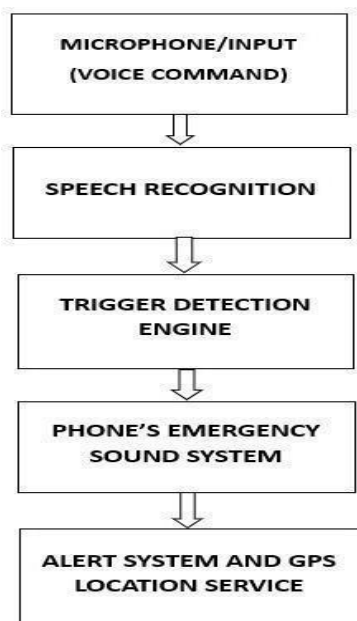 MICROPHONE/INPUT
(VOICE COMMAND)
SPEECH RECOGNITION
TRIGGER DETECTION
ENGINE
PHONE'S EMERGENCY
SOUND SYSTEM
ALERT SYSTEM AND GPS
LOCATION SERVICE